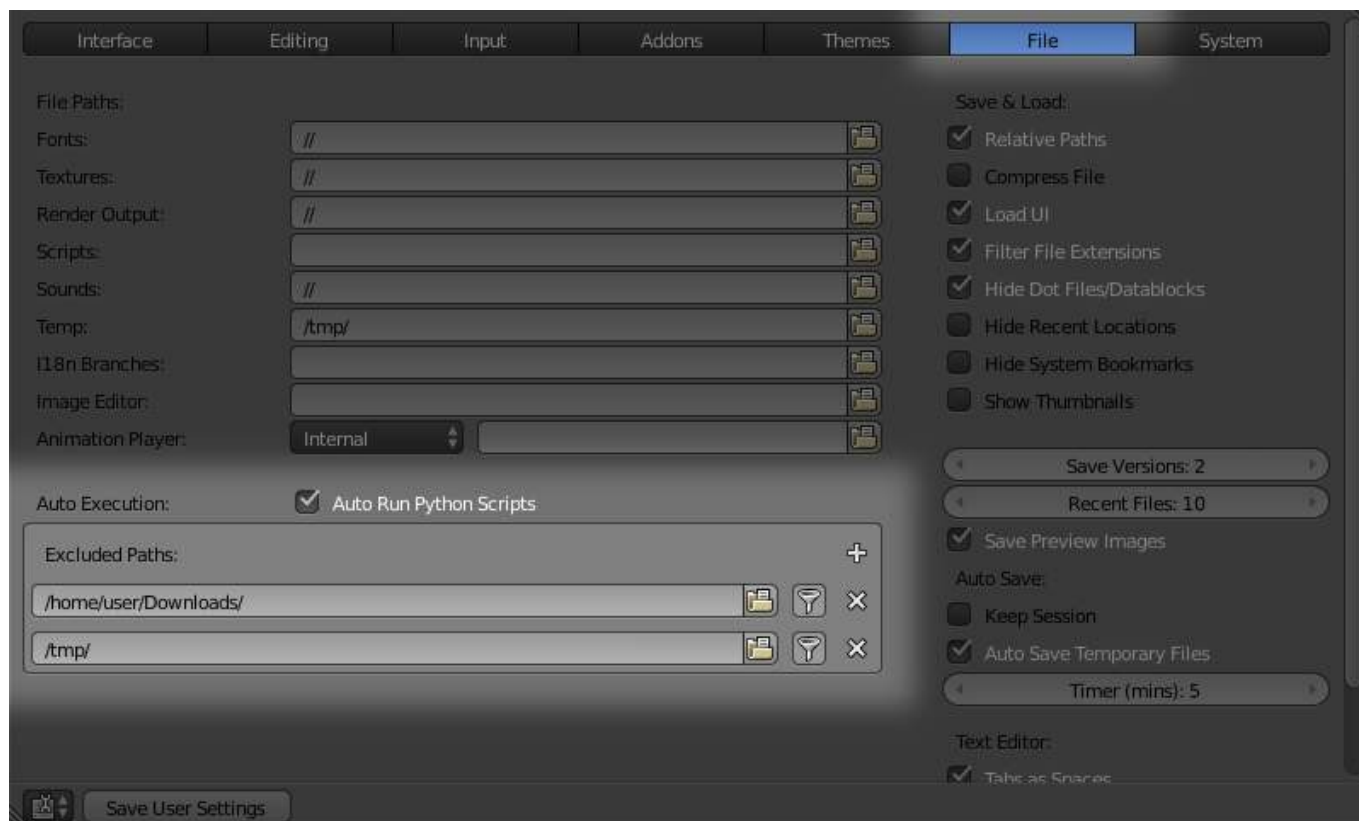 Interface Editing Input Addons Themes File System
File Paths:
Fonts: //
Textures: //
Render Output: //
Scripts:
Sounds: //
Temp: /tmp/
I18n Branches:
Image Editor:
Animation Player: Internal
Auto Execution: Auto Run Python Scripts
Excluded Paths:
/home/user/Downloads/
/tmp/
Save & Load:
Relative Paths
Compress File
Load UI
Filter File Extensions
Hide Dot Files/Datablocks
Hide Recent Locations
Hide System Bookmarks
Show Thumbnails
Save Versions: 2
Recent Files: 10
Save Preview Images
Auto Save:
Keep Session
Auto Save Temporary Files
Timer (mins): 5
Text Editor:
Tabs as Spaces
Save User Settings